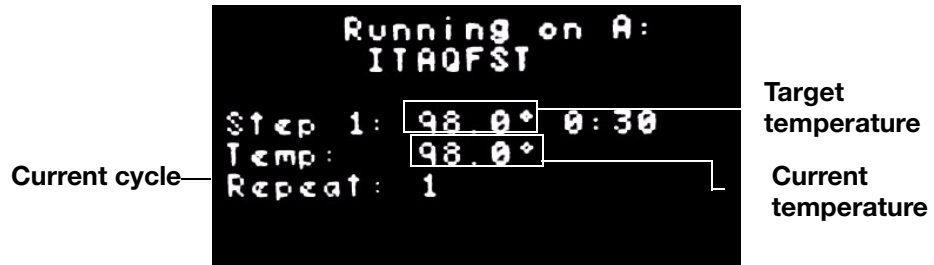 Running on A:
ITAQFST
Step 1: 98.0° 0:30
Temp: 98.0°
Repeat: 1
Target
temperature
Current cycle
Current
temperature